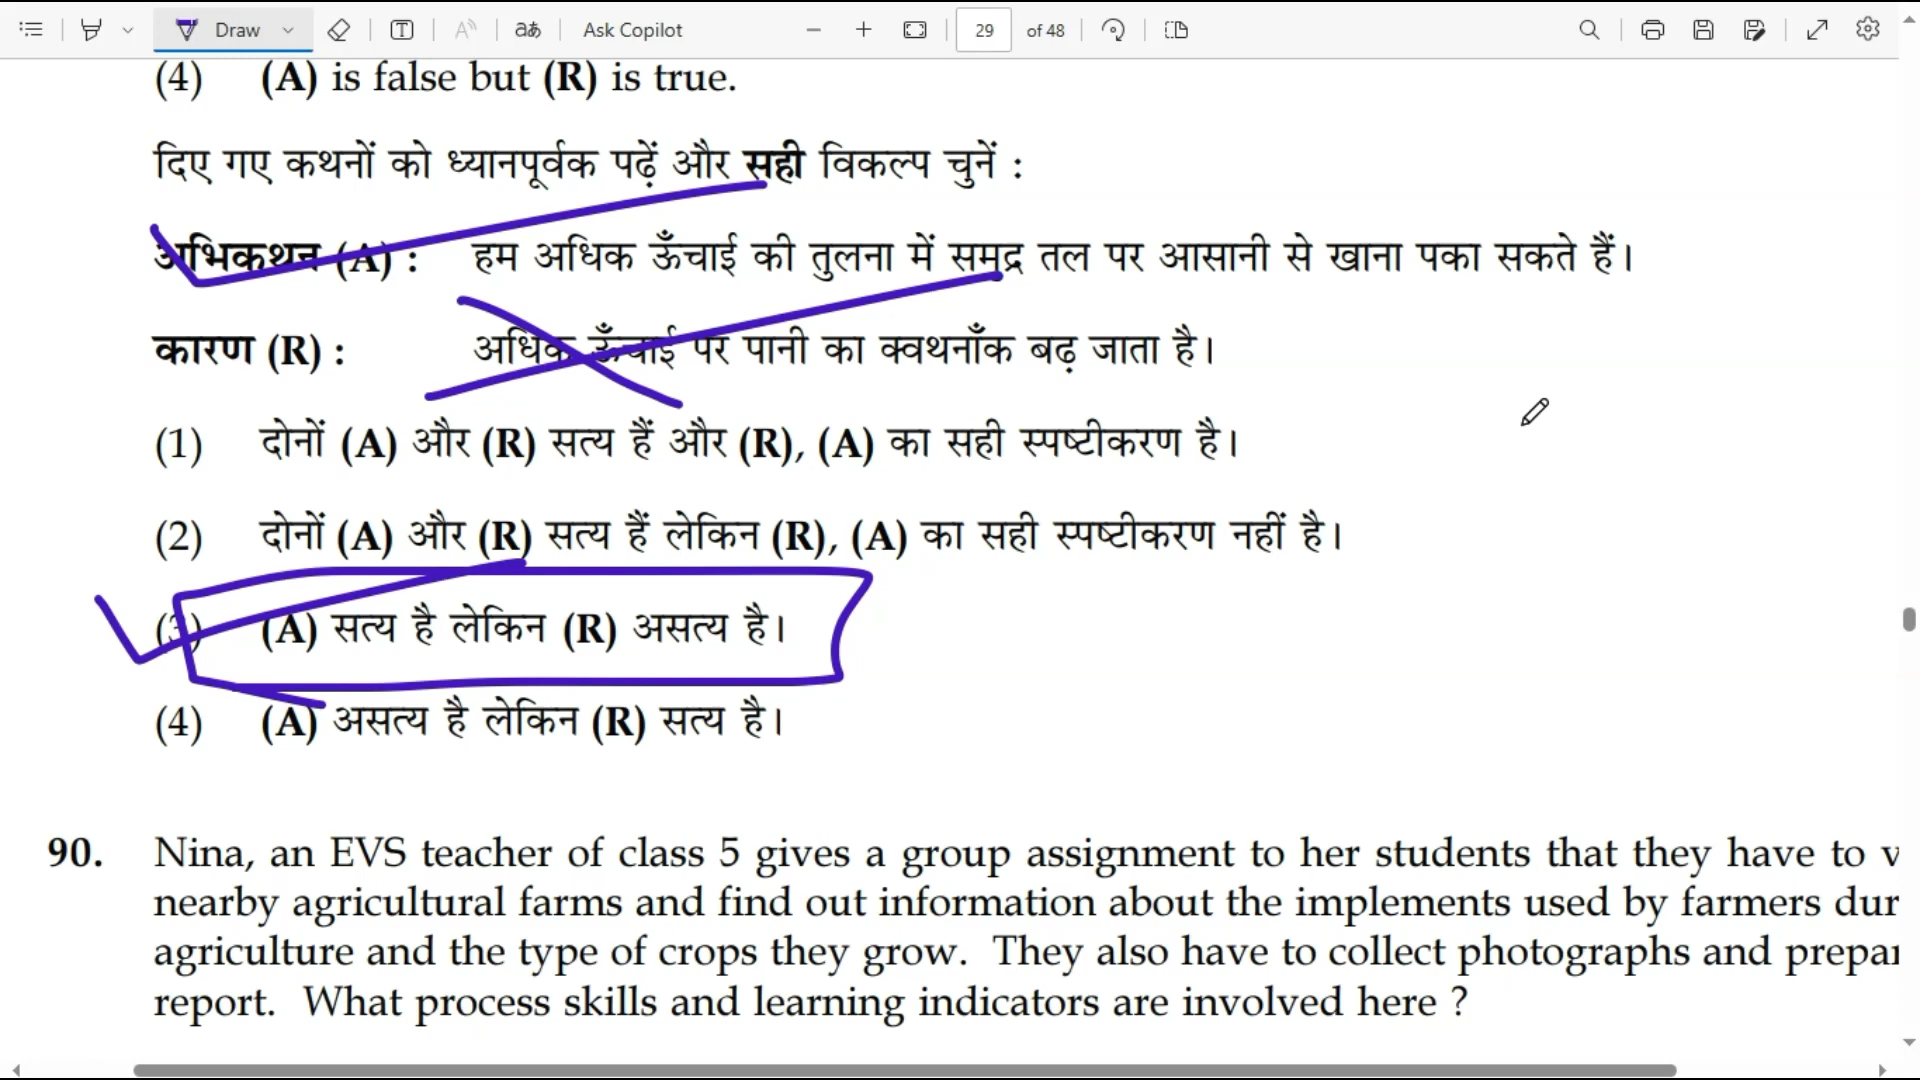 Draw
Ask Copilot
29 of 48
(4) (A) is false but (R) is true.
दिए गए कथनों को ध्यानपूर्वक पढ़ें और सही विकल्प चुनें :
अभिकथन (A) : हम अधिक ऊँचाई की तुलना में समुद्र तल पर आसानी से खाना पका सकते हैं।
कारण (R) : अधिक ऊँचाई पर पानी का क्वथनाँक बढ़ जाता है।
(1) दोनों (A) और (R) सत्य हैं और (R), (A) का सही स्पष्टीकरण है।
(2) दोनों (A) और (R) सत्य हैं लेकिन (R), (A) का सही स्पष्टीकरण नहीं है।
(3) (A) सत्य है लेकिन (R) असत्य है।
(4) (A) असत्य है लेकिन (R) सत्य है।
90. Nina, an EVS teacher of class 5 gives a group assignment to her students that they have to v
nearby agricultural farms and find out information about the implements used by farmers dur
agriculture and the type of crops they grow. They also have to collect photographs and prepar
report. What process skills and learning indicators are involved here ?